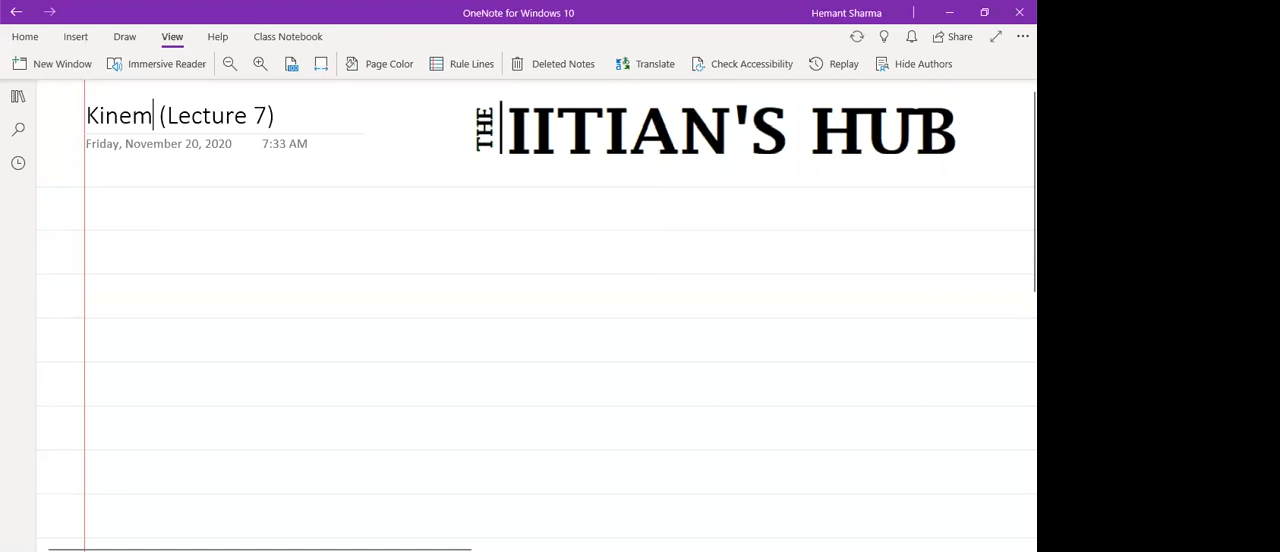 OneNote for Windows 10
Hemant Sharma
Home Insert Draw View Help Class Notebook
Share
New Window Immersive Reader Page Color Rule Lines Deleted Notes Translate Check Accessibility Replay Hide Authors
Kinem (Lecture 7)
Friday, November 20, 2020 7:33 AM
THE IITIAN'S HUB